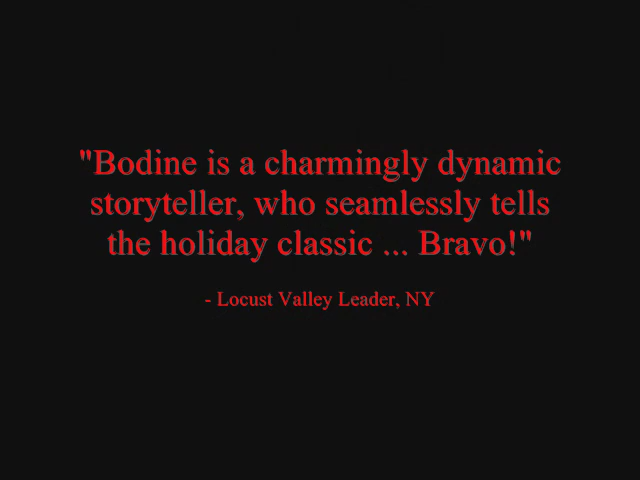 "Bodine is a charmingly dynamic
storyteller, who seamlessly tells
the holiday classic ... Bravo!"
- Locust Valley Leader, NY